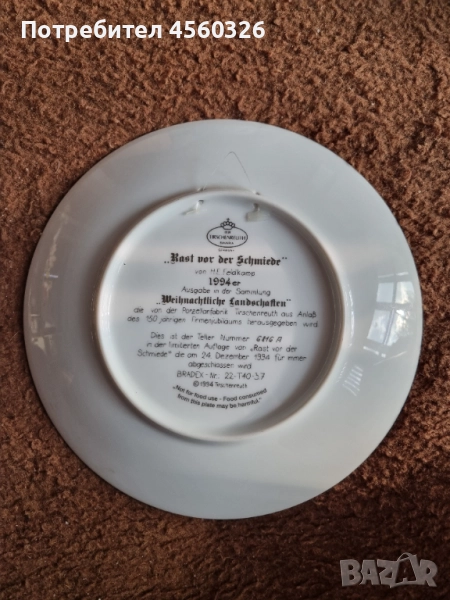 Потребител 4560326
TIRSCHENREUTH
BAVARIA
GERMANY
„Rast vor der Schmiede"
von H.F. Feldkamp
1994er
Ausgabe in der Sammlung
„Weihnachtliche Landschaften"
die von der Porzellanfabrik Tirschenreuth aus Anlaß
des 150 jährigen Firmenjubiläums herausgegeben wird.
Dies ist der Teller Nummer A
in der limitierten Auflage von „Rast vor der
Schmiede" die am 24. Dezember 1994 für immer
abgeschlossen wird.
BRADEX-Nr. 22-T40-3.7
© 1994 Tirschenreuth
„Not for food use - Food consumed
from this plate may be harmful."
BAZAR